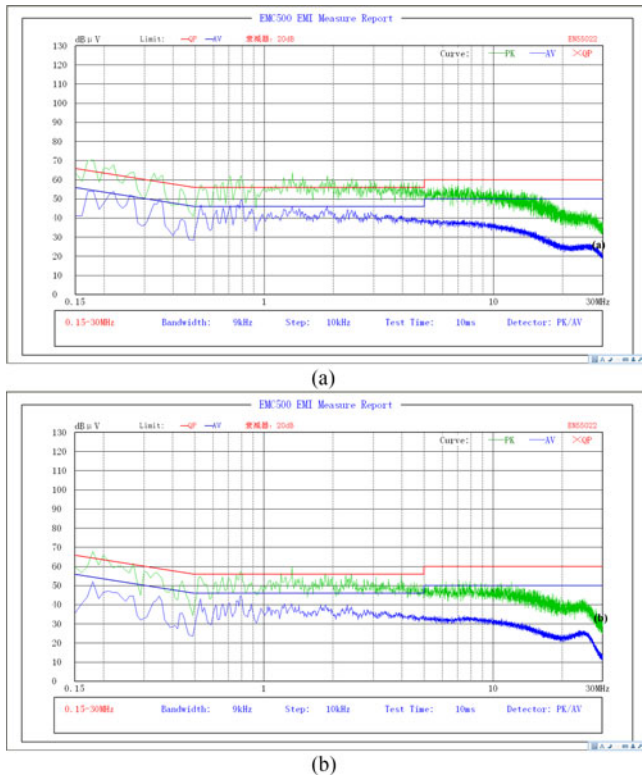 EMC500 EMI Measure Report
dBμV Limit: QP AV 衰减器: 20dB EN55022
Curve: PK AV QP
130
120
110
100
90
80
70
60
50
40
30
20
10
0
(a)
0.15 1 10 30MHz
0.15-30MHz Bandwidth: 9kHz Step: 10kHz Test Time: 10ms Detector: PK/AV
(a)
EMC500 EMI Measure Report
dBμV Limit: QP AV 衰减器: 20dB EN55022
Curve: PK AV QP
130
120
110
100
90
80
70
60
50
40
30
20
10
0
(b)
0.15 1 10 30MHz
0.15-30MHz Bandwidth: 9kHz Step: 10kHz Test Time: 10ms Detector: PK/AV
(b)